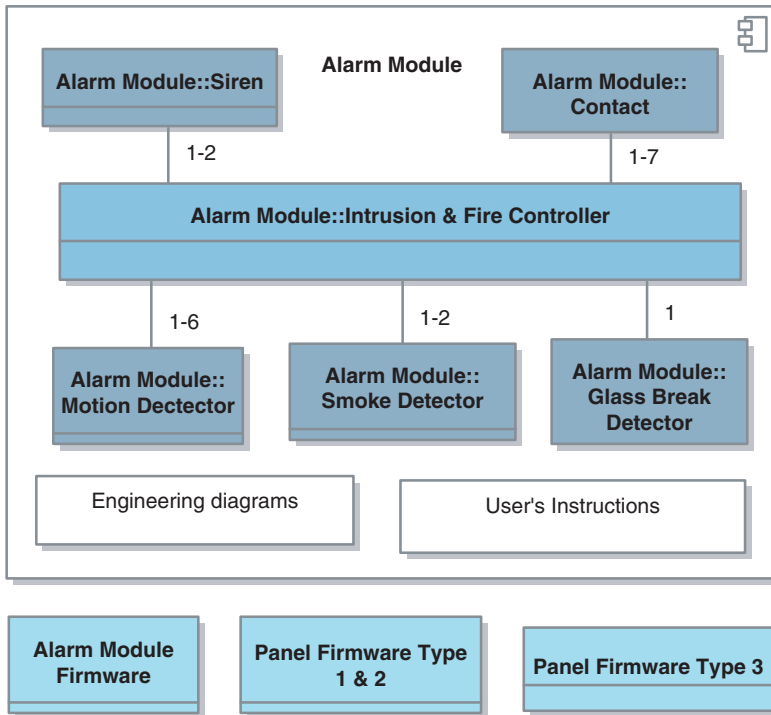 Alarm Module::Siren
Alarm Module
Alarm Module::
Contact
1-2
1-7
Alarm Module::Intrusion & Fire Controller
1-6
1-2
1
Alarm Module::
Motion Dectector
Alarm Module::
Smoke Detector
Alarm Module::
Glass Break
Detector
Engineering diagrams
User's Instructions
Alarm Module
Firmware
Panel Firmware Type
1 & 2
Panel Firmware Type 3